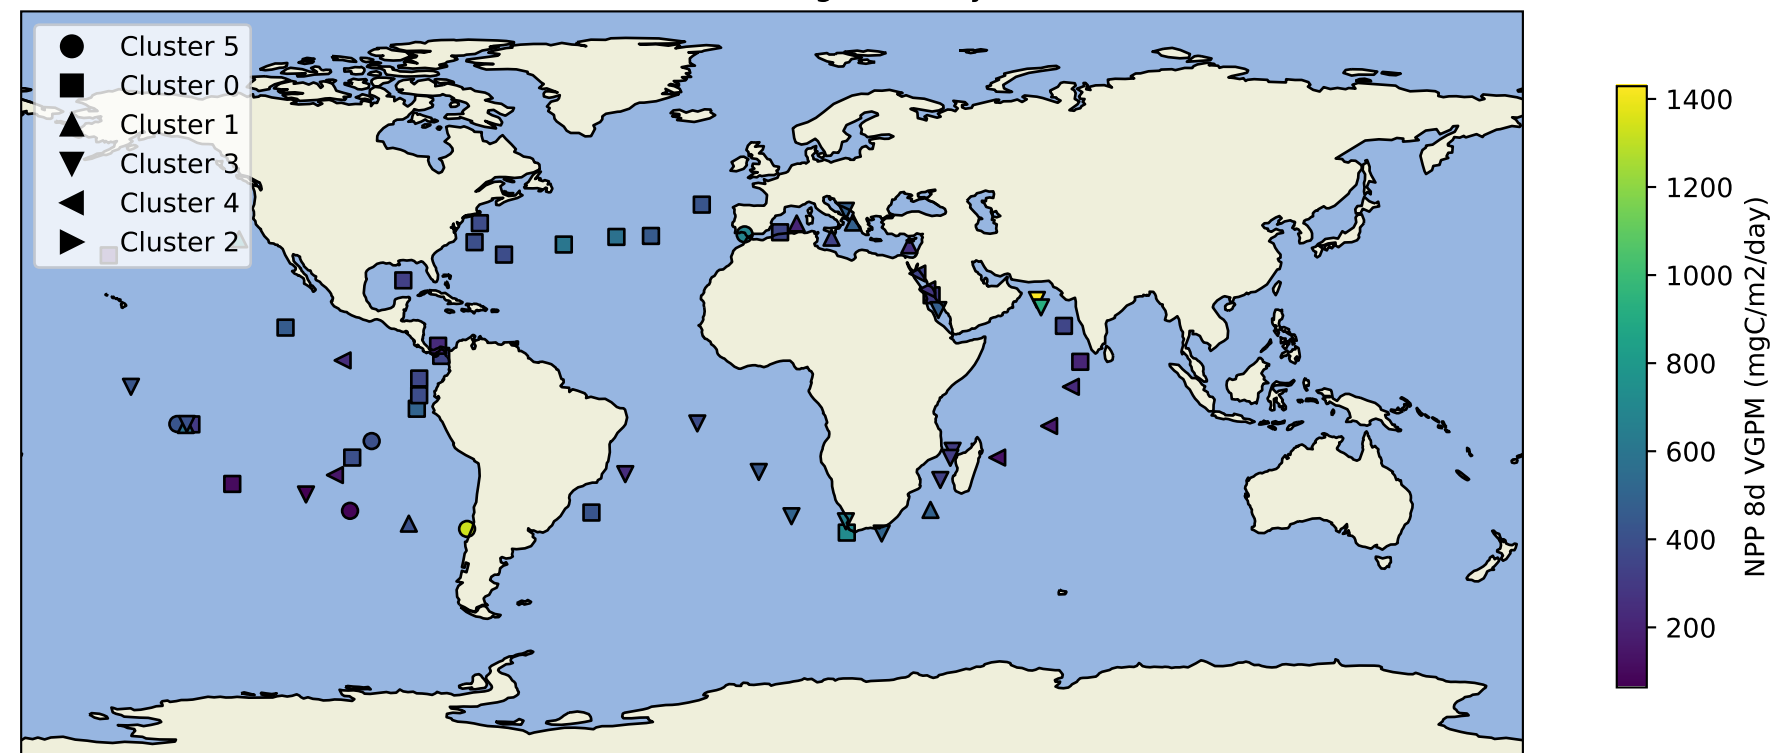 Cluster 5
Cluster 0
Cluster 1
Cluster 3
Cluster 4
Cluster 2
1400
1200
1000
800
600
400
200
NPP 8d VGPM (mgC/m2/day)